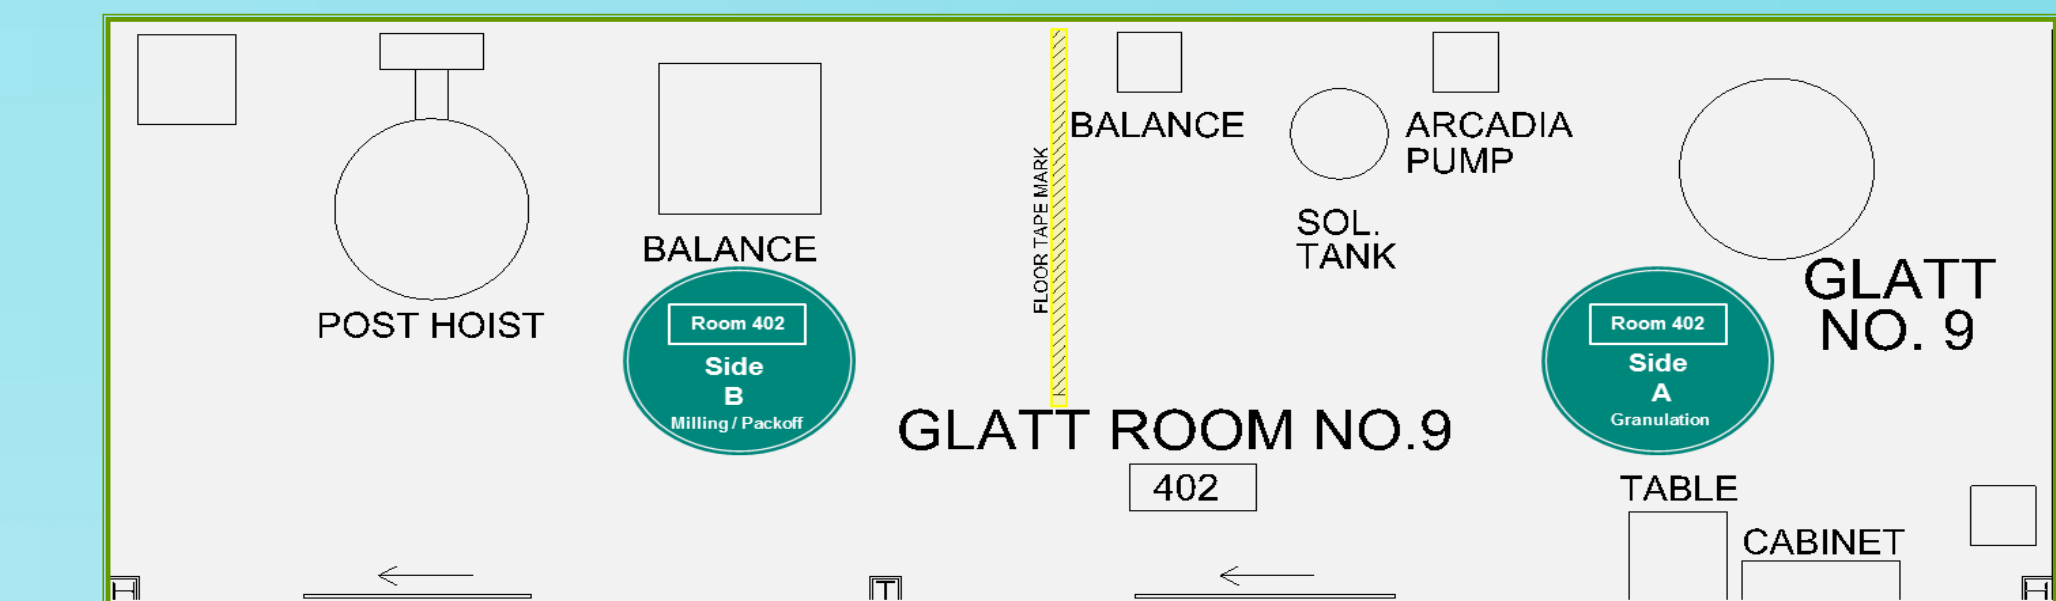 BALANCE
ARCADIA
PUMP
FLOOR TAPE MARK
SOL.
TANK
BALANCE
GLATT
NO. 9
POST HOIST
Room 402
Side
B
Milling / Packoff
Room 402
Side
A
Granulation
GLATT ROOM NO.9
402
TABLE
CABINET
H
T
H